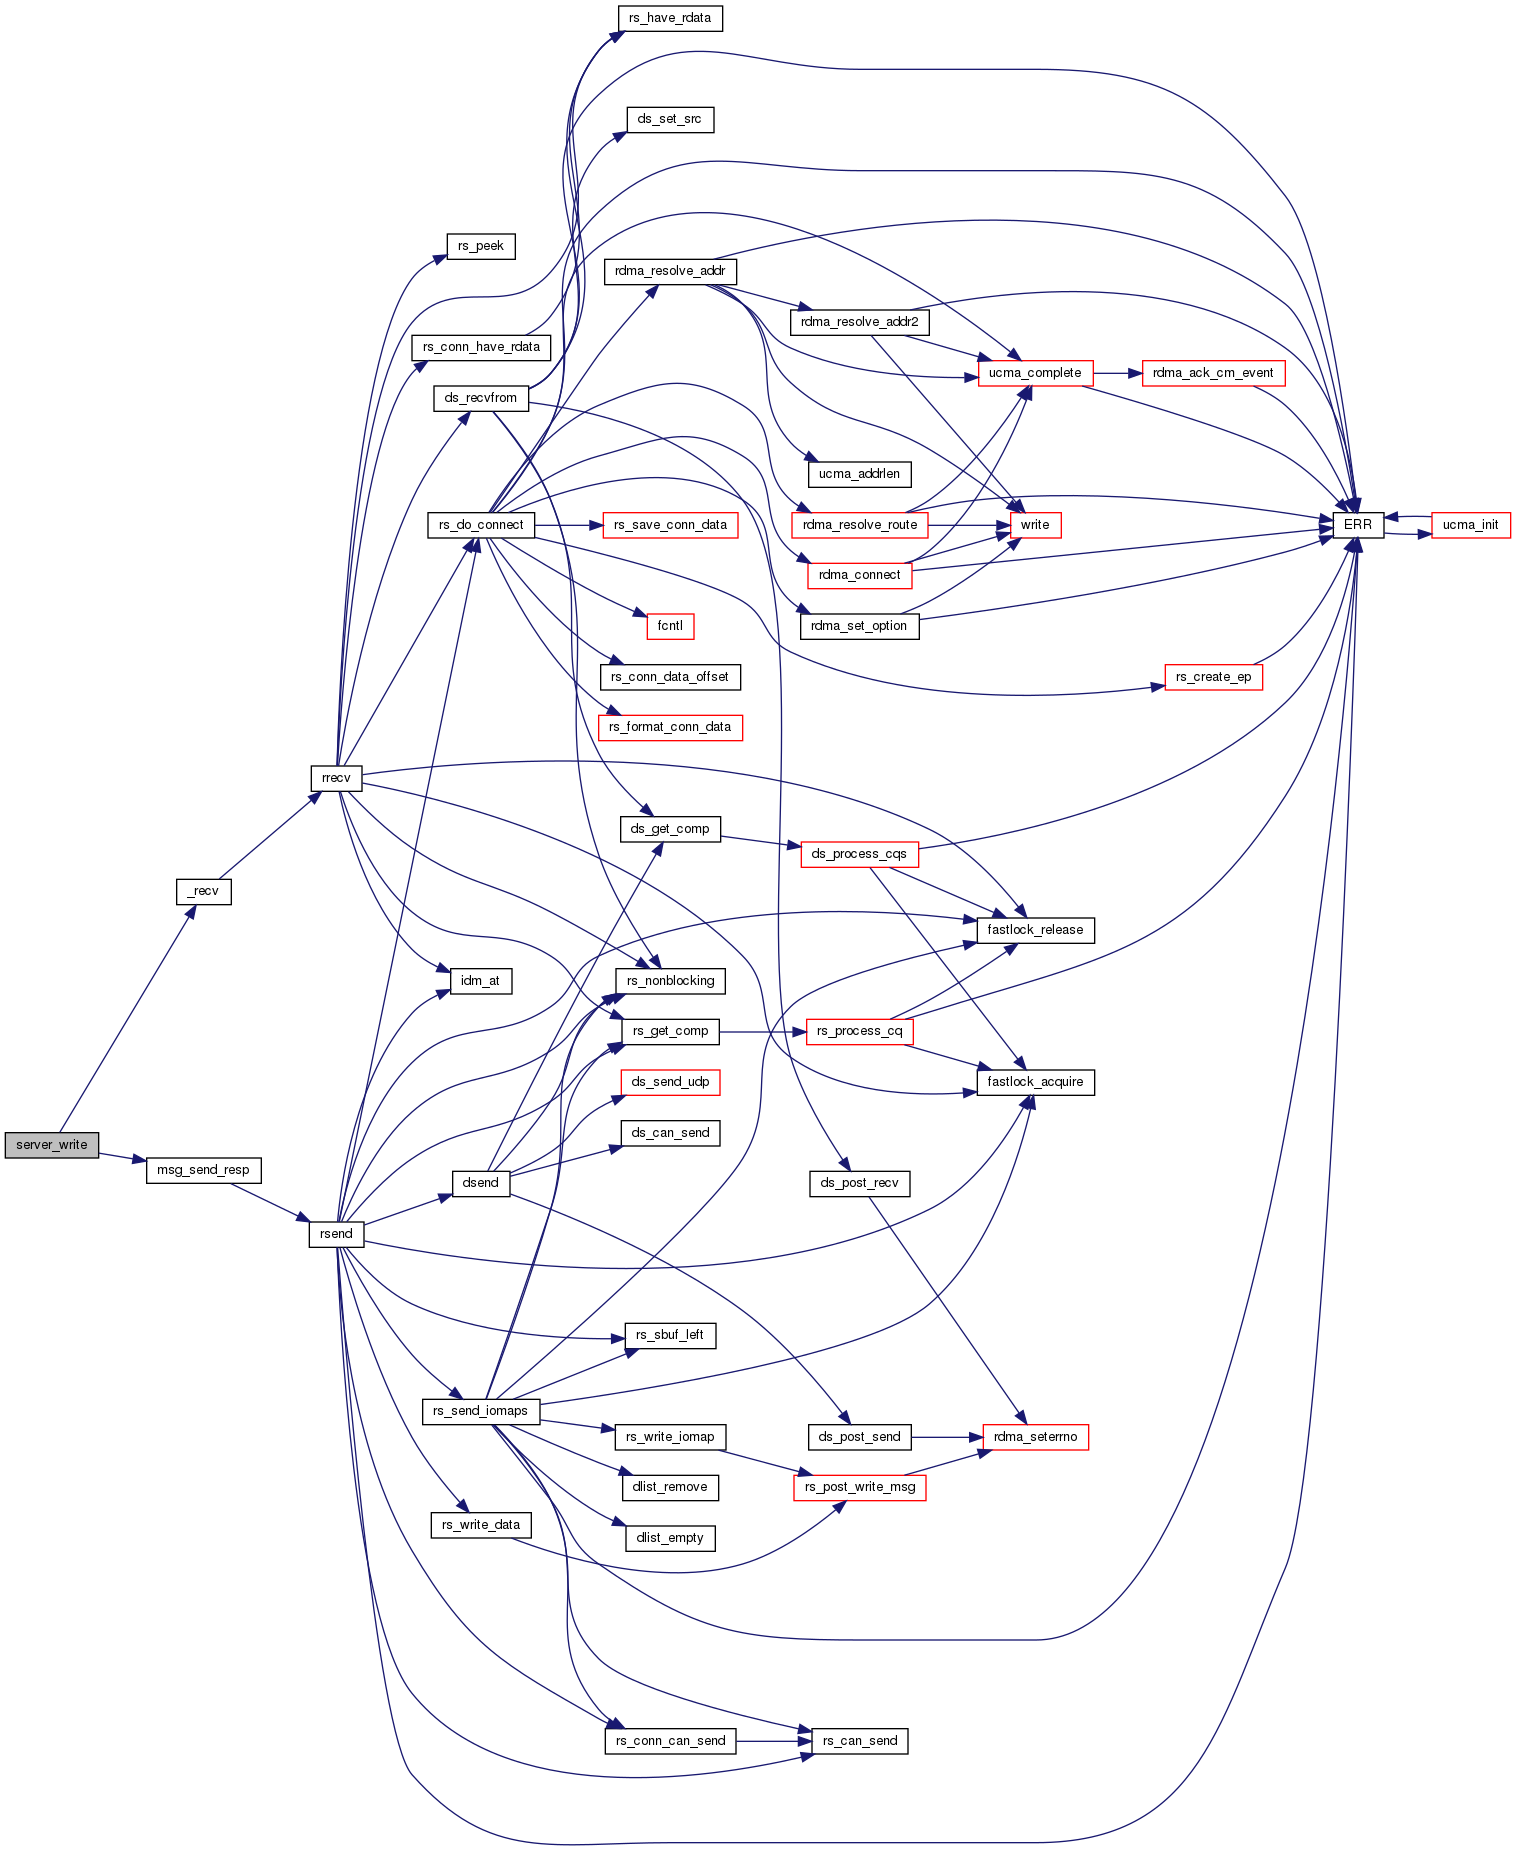 rs_have_rdata
ds_set_src
rs_peek
rdma_resolve_addr
rdma_resolve_addr2
rs_conn_have_rdata
ucma_complete
rdma_ack_cm_event
ds_recvfrom
ucma_addrlen
rs_do_connect
rs_save_conn_data
rdma_resolve_route
write
ERR
ucma_init
rdma_connect
fcntl
rdma_set_option
rs_conn_data_offset
rs_create_ep
rs_format_conn_data
rrecv
ds_get_comp
ds_process_cqs
_recv
fastlock_release
idm_at
rs_nonblocking
rs_get_comp
rs_process_cq
ds_send_udp
fastlock_acquire
server_write
ds_can_send
msg_send_resp
dsend
ds_post_recv
rsend
rs_sbuf_left
rs_send_iomaps
rs_write_iomap
ds_post_send
rdma_seterrno
dlist_remove
rs_post_write_msg
rs_write_data
dlist_empty
rs_conn_can_send
rs_can_send